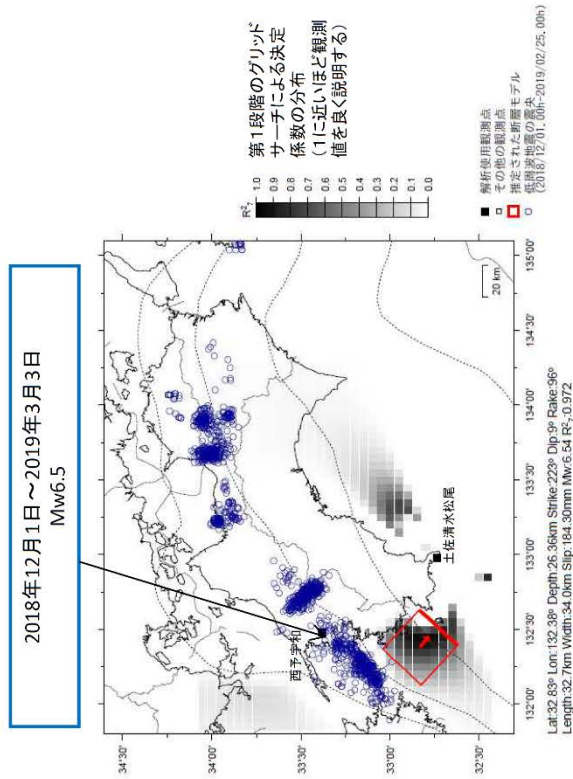 2018年12月1日～2019年3月3日
Mw6.5
第1段階のグリッド
サーチによる決定
係数の分布
(1に近いほど観測
値を良く説明する)
R²₇
1.0
0.9
0.8
0.7
0.6
0.5
0.4
0.3
0.2
0.1
0.0
解析使用観測点
その他の観測点
推定された断層モデル
低周波地震の震央
(2018/12/01.00h-2019/02/25.00h)
34°30'
34°00'
33°30'
33°00'
32°30'
西予宇和
土佐清水松尾
20 km
132°00'
132°30'
133°00'
133°30'
134°00'
134°30'
135°00'
Lat:32.83º Lon:132.38º Depth:26.36km Strike:223º Dip:9º Rake:96º
Length:32.7km Width:34.0km Slip:184.30mm Mw:6.54 R²₇:0.972